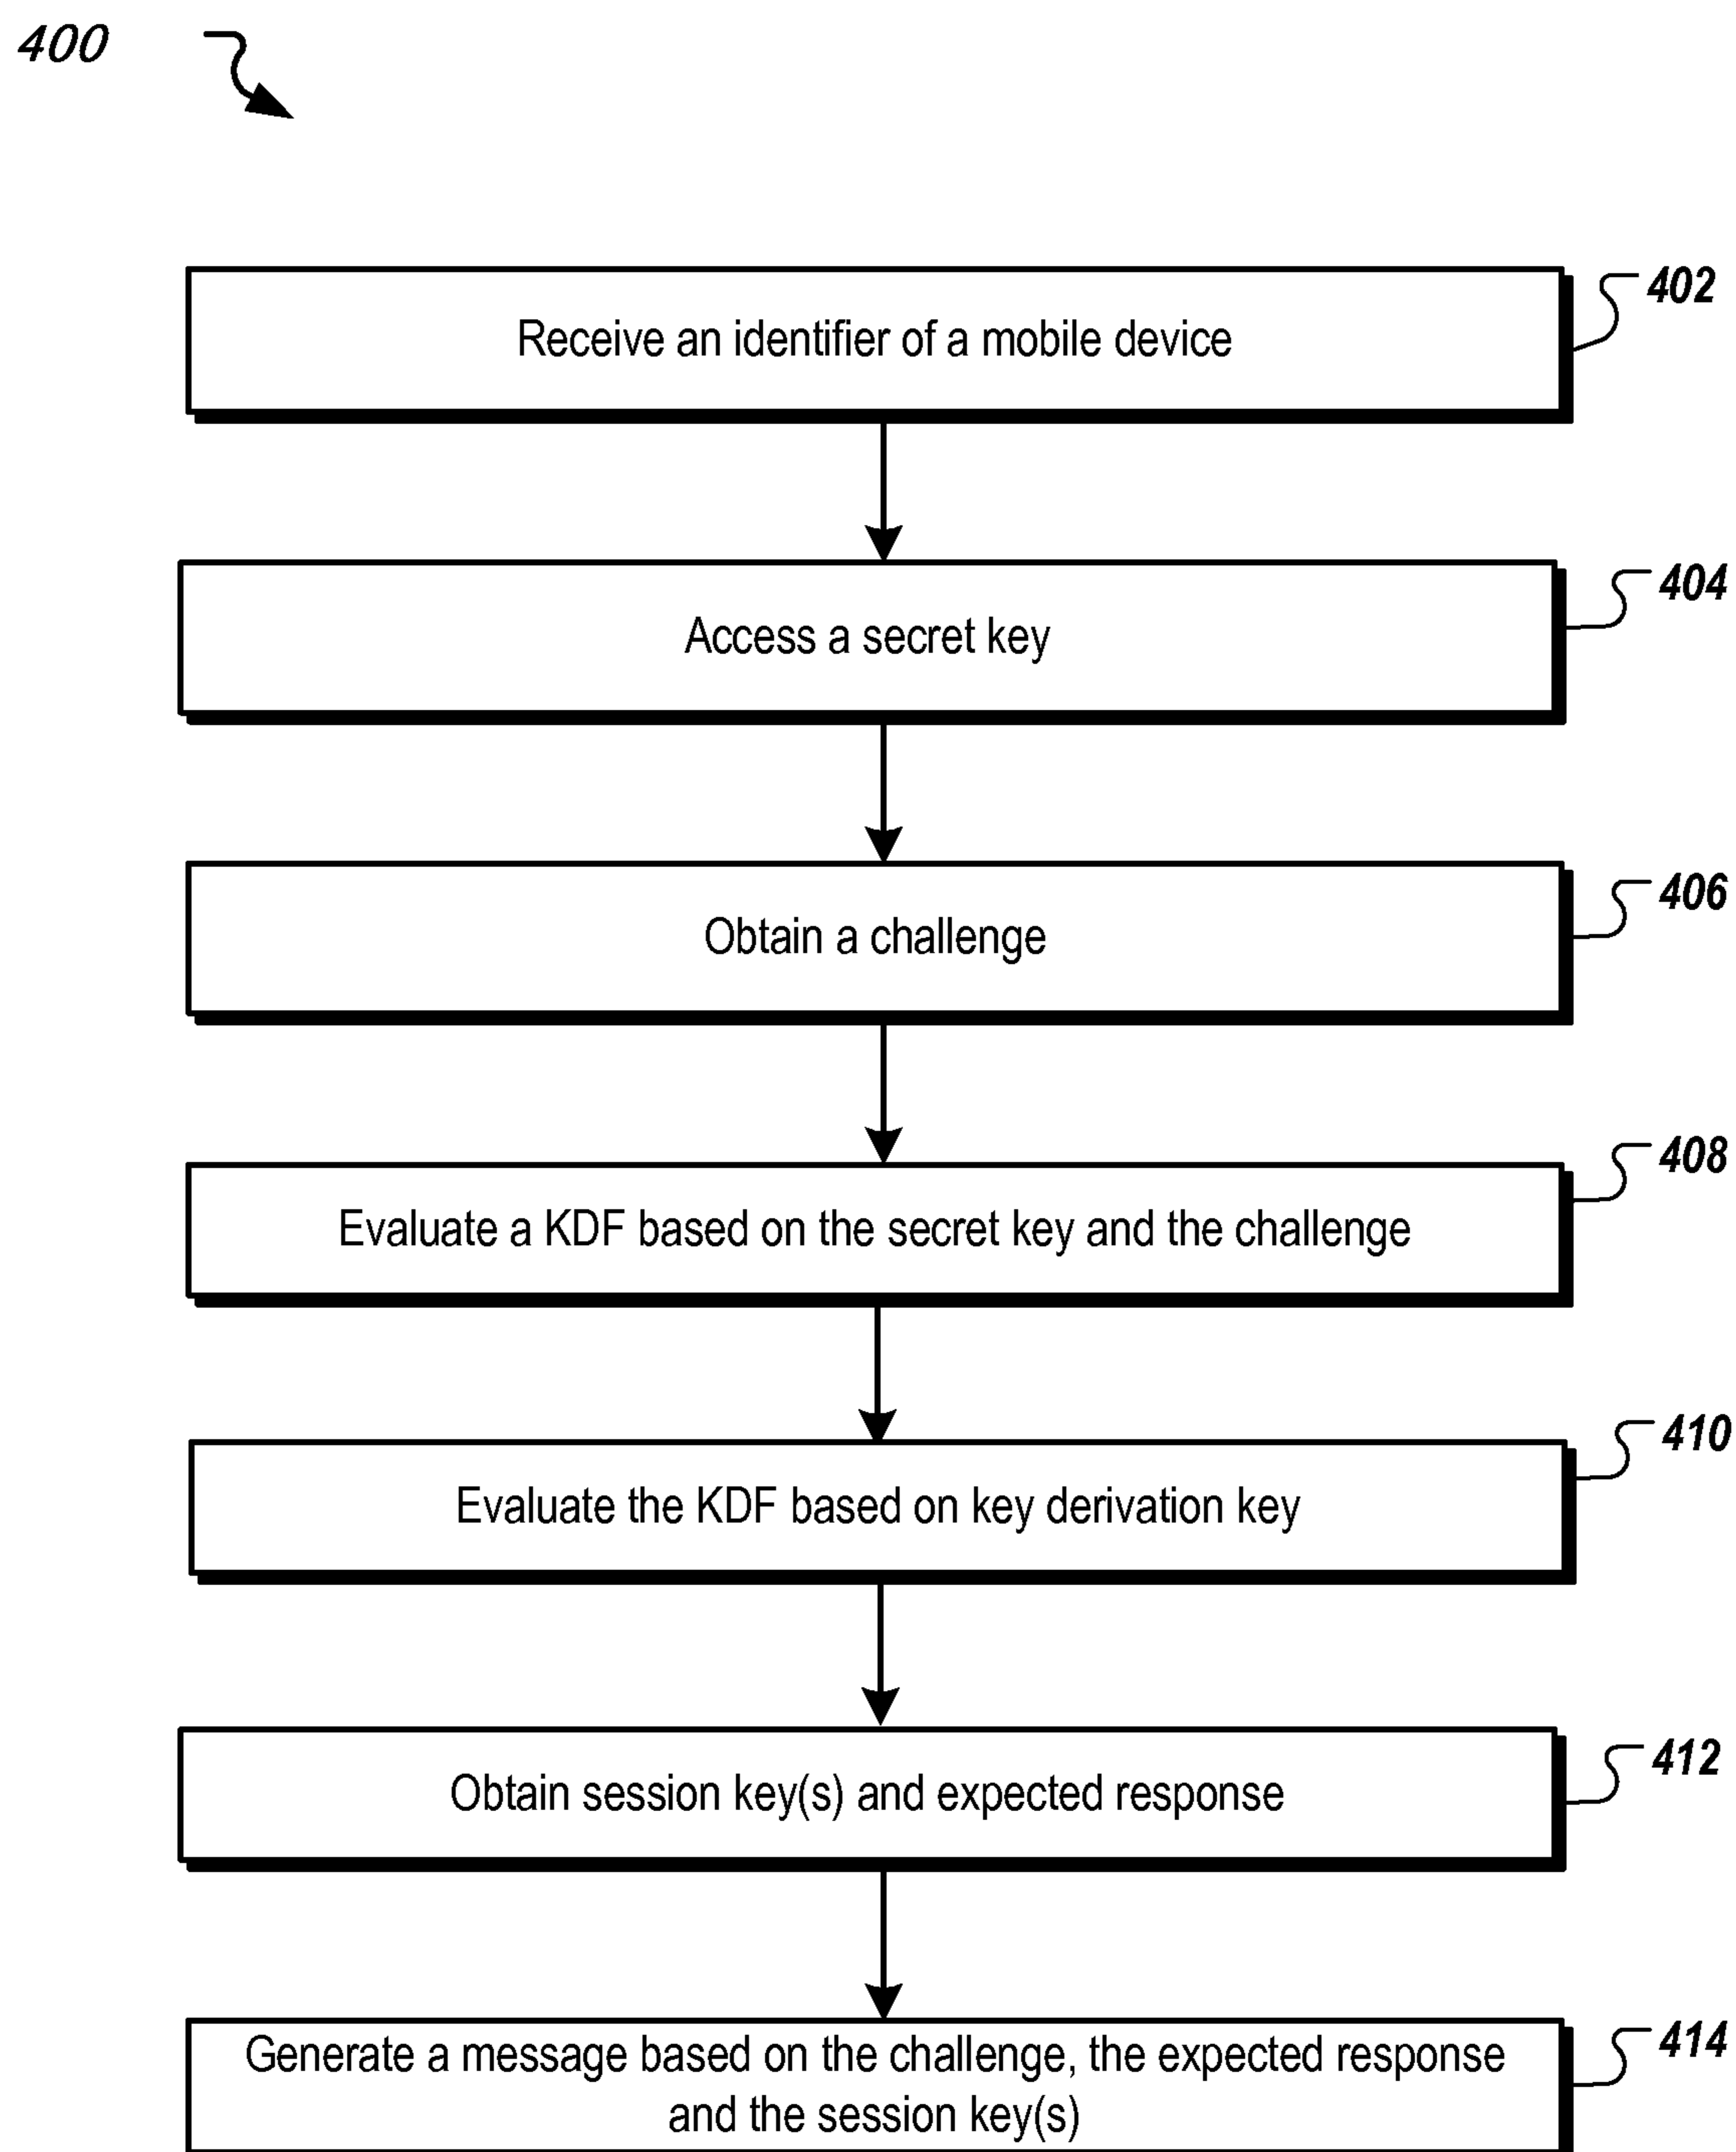 400
402
Receive an identifier of a mobile device
404
Access a secret key
406
Obtain a challenge
408
Evaluate a KDF based on the secret key and the challenge
410
Evaluate the KDF based on key derivation key
412
Obtain session key(s) and expected response
414
Generate a message based on the challenge, the expected response
and the session key(s)